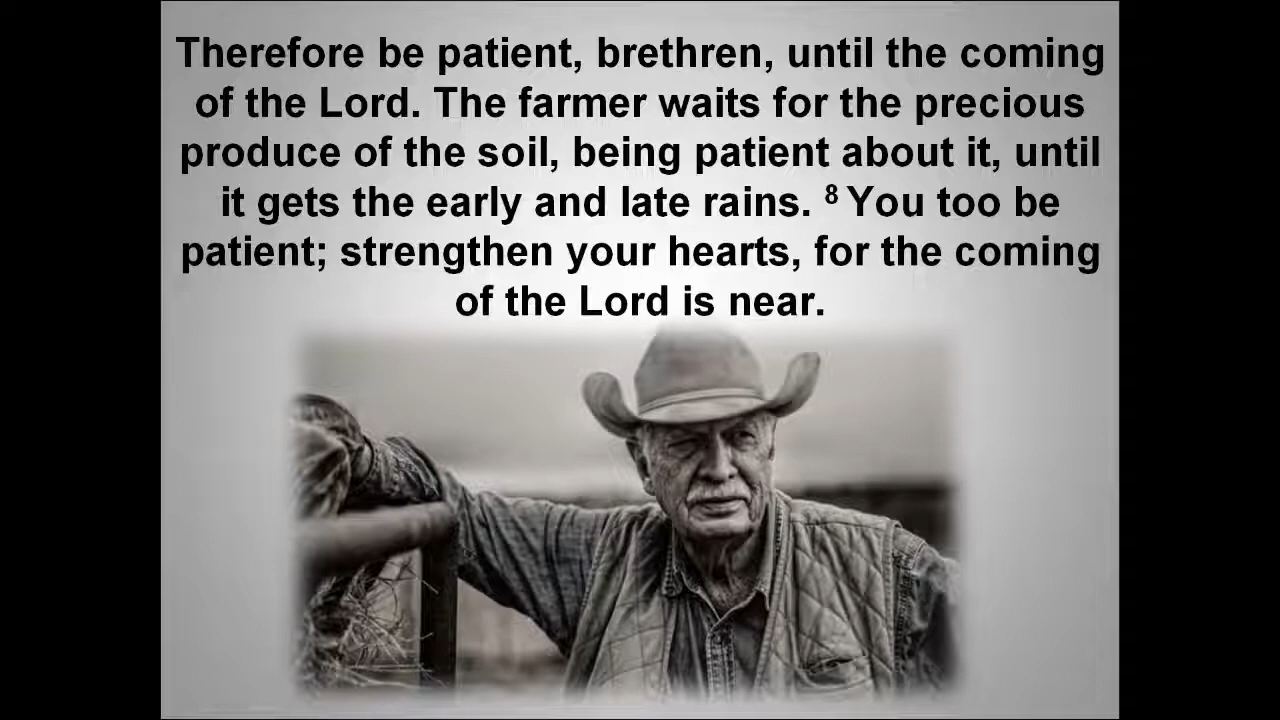 Therefore be patient, brethren, until the coming
of the Lord. The farmer waits for the precious
produce of the soil, being patient about it, until
it gets the early and late rains. ⁸ You too be
patient; strengthen your hearts, for the coming
of the Lord is near.